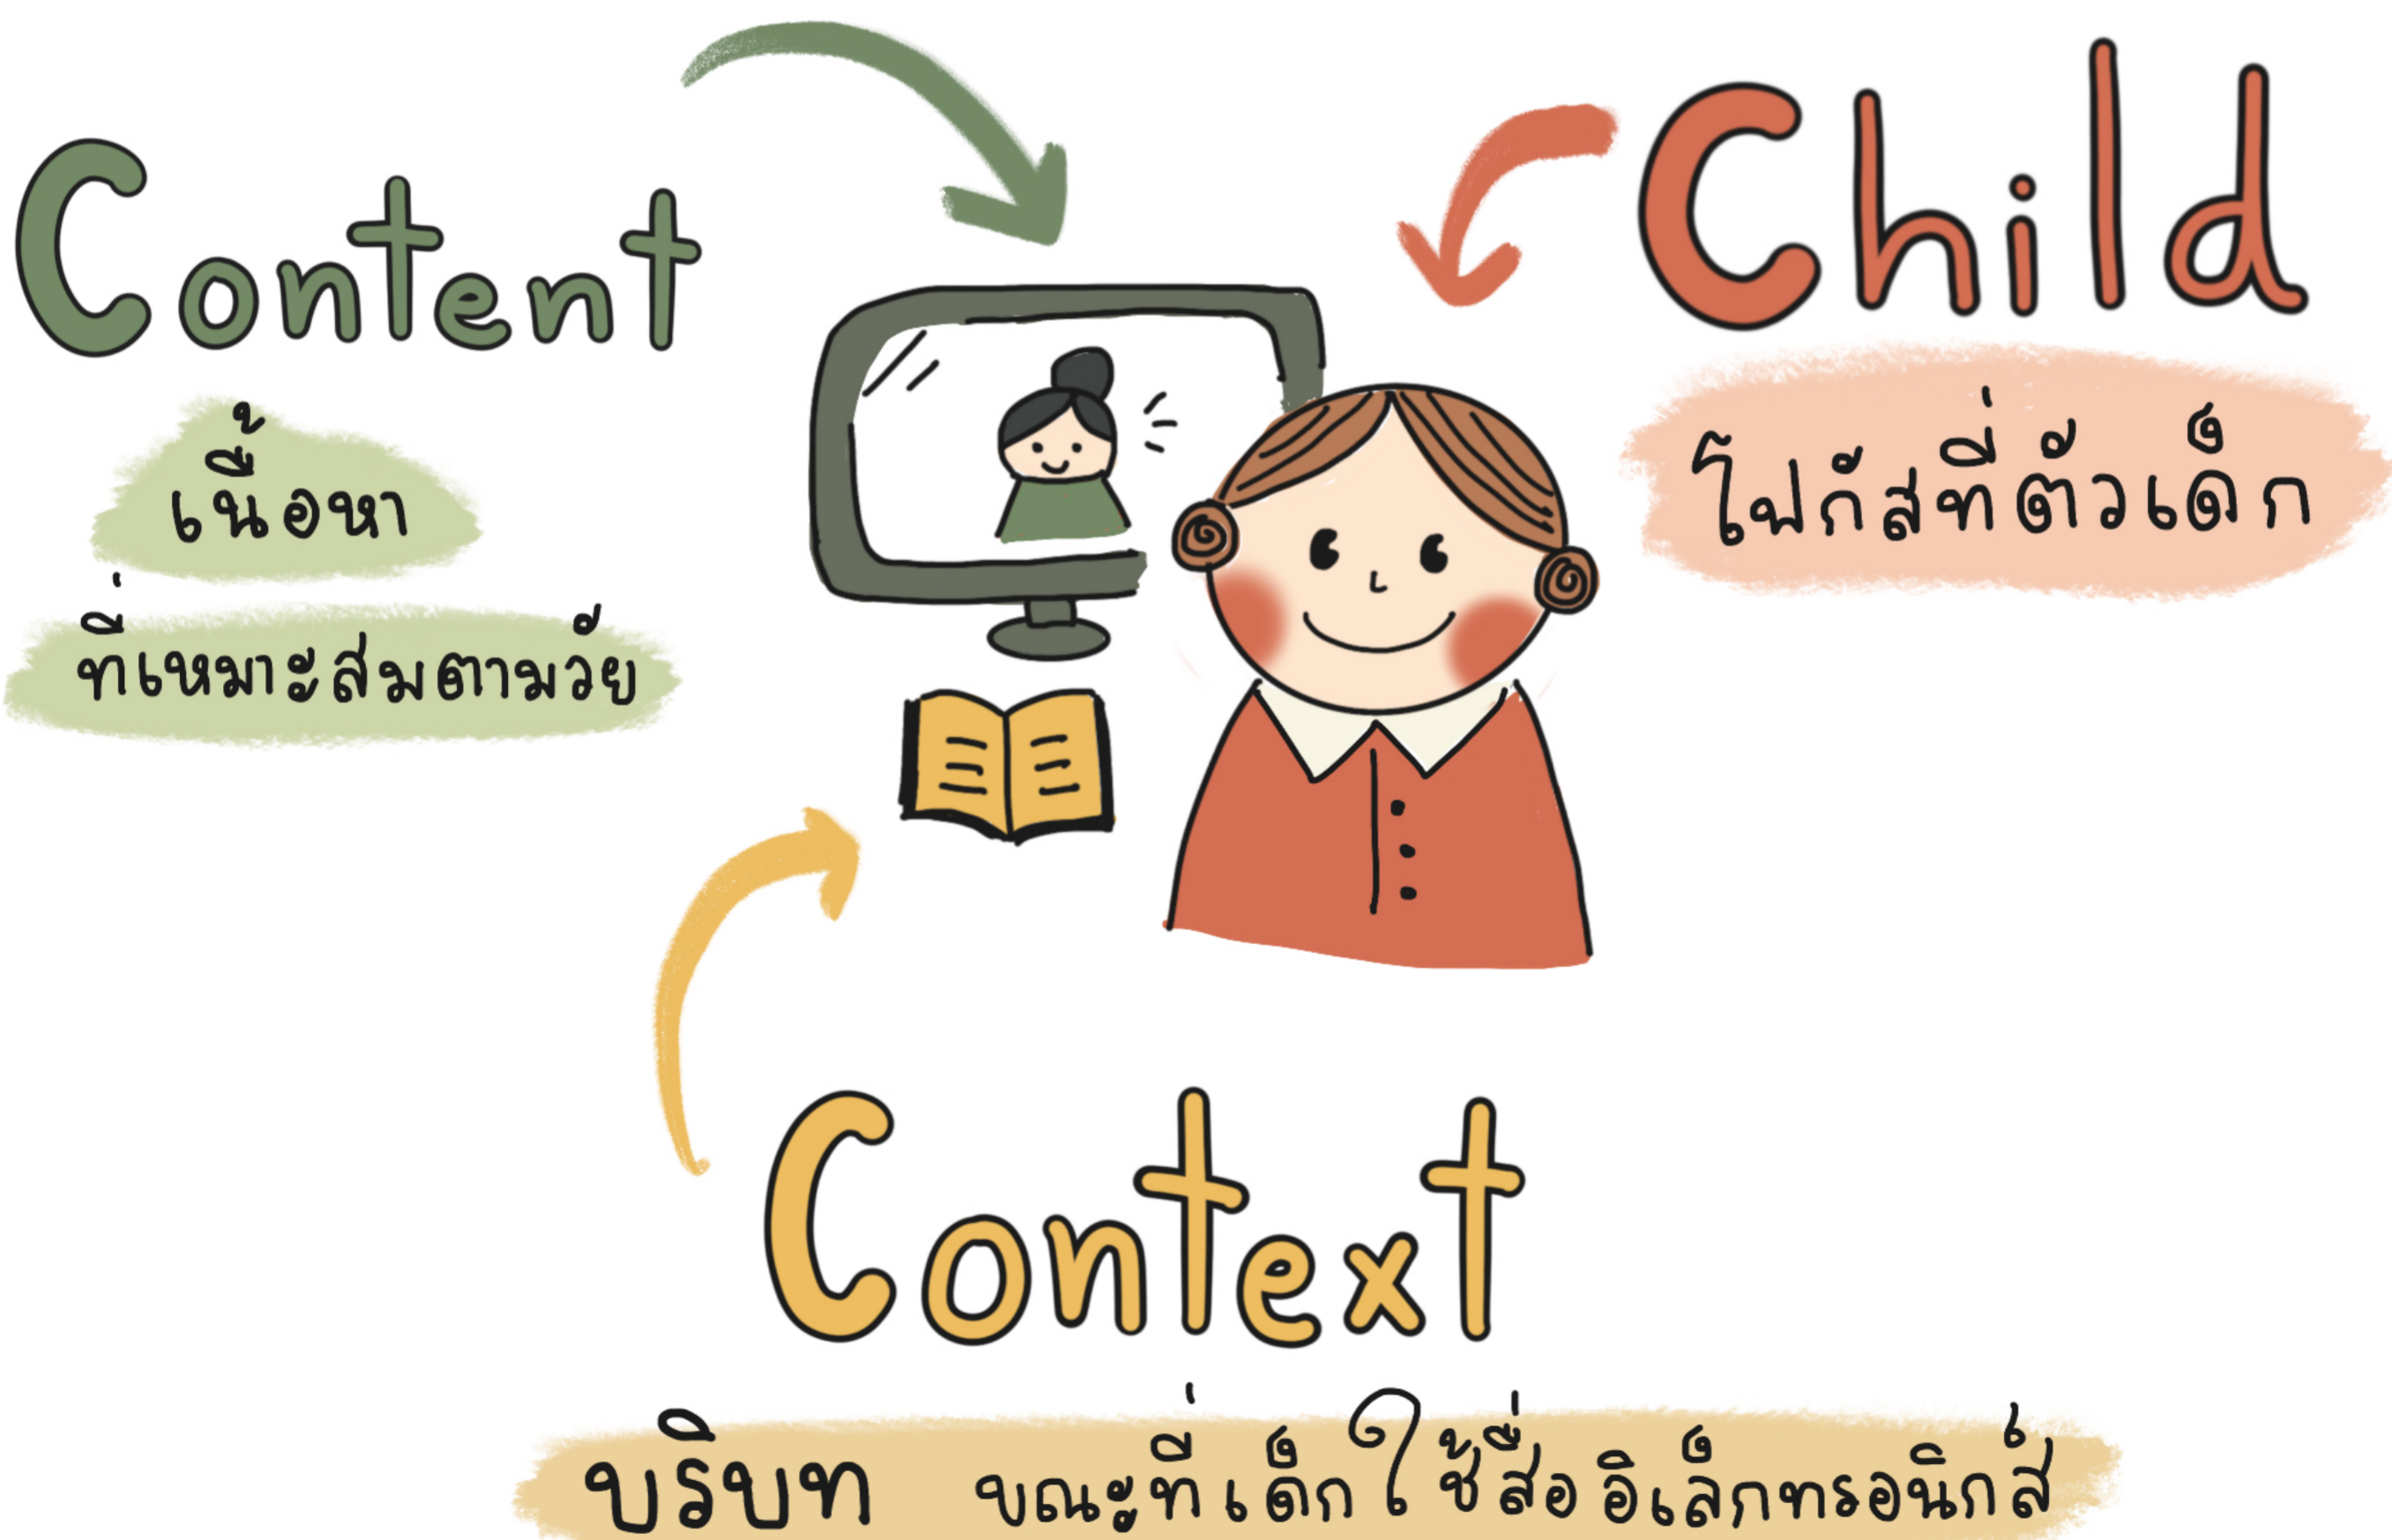 Content
เนื้อหา
ที่เหมาะสมตามวัย
Child
โฟกัสที่ตัวเด็ก
Context
บริบท ขณะที่เด็กใช้สื่ออิเล็กทรอนิกส์